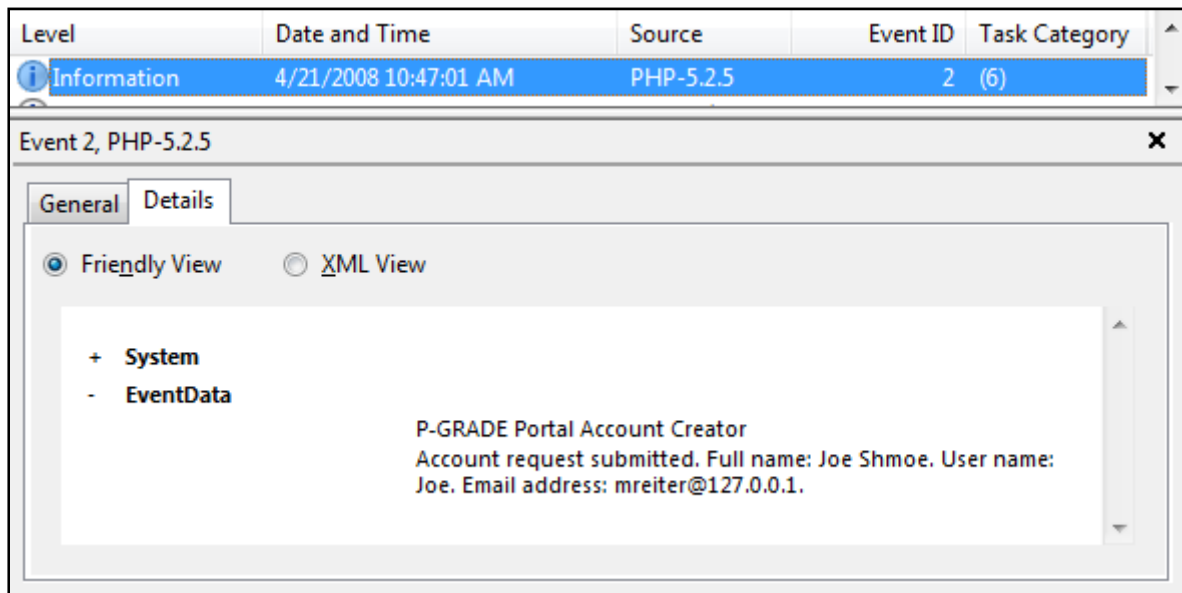 Level Date and Time Source Event ID Task Category
Information 4/21/2008 10:47:01 AM PHP-5.2.5 2 (6)
Event 2, PHP-5.2.5
General Details
Friendly View XML View
+ System
- EventData
P-GRADE Portal Account Creator
Account request submitted. Full name: Joe Shmoe. User name:
Joe. Email address: mreiter@127.0.0.1.